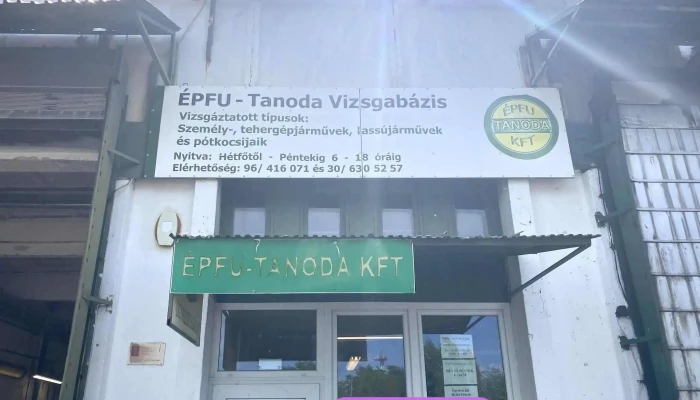 ÉPFU - Tanoda Vizsgabázis
Vizsgáztatott típusok:
Személy-, tehergépjárművek, lassújárművek
és pótkocsijaik
Nyitva: Hétfőtől - Péntekig 6 - 18 óráig
Elérhetőség: 96/ 416 071 és 30/ 630 52 57
ÉPFU
TANODA
KFT
ÉPFU-TANODA KFT